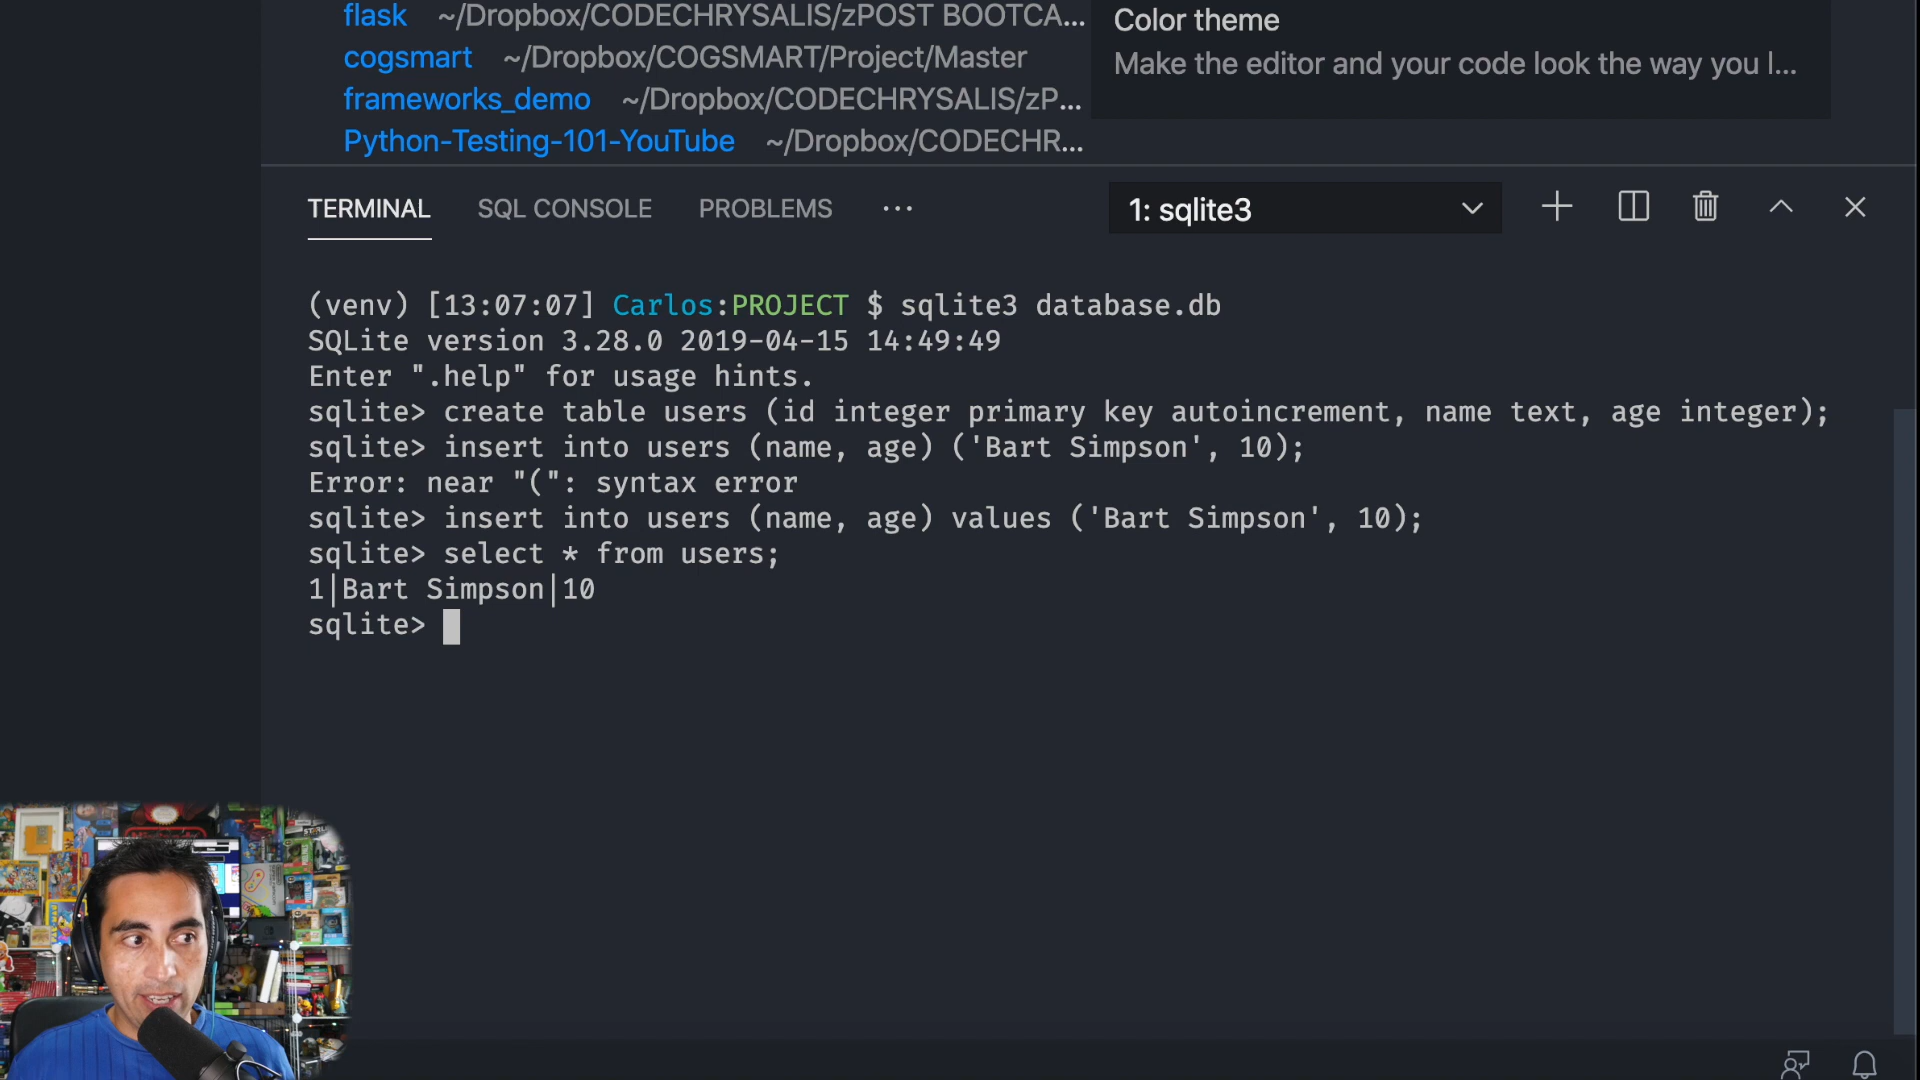 flask ~/Dropbox/CODECHRYSALIS/zPOST BOOTCA...
Color theme
cogsmart ~/Dropbox/COGSMART/Project/Master
Make the editor and your code look the way you l...
frameworks_demo ~/Dropbox/CODECHRYSALIS/zP...
Python-Testing-101-YouTube ~/Dropbox/CODECHR...
TERMINAL SQL CONSOLE PROBLEMS ... 1: sqlite3
(venv) [13:07:07] Carlos:PROJECT $ sqlite3 database.db
SQLite version 3.28.0 2019-04-15 14:49:49
Enter ".help" for usage hints.
sqlite> create table users (id integer primary key autoincrement, name text, age integer);
sqlite> insert into users (name, age) ('Bart Simpson', 10);
Error: near "(": syntax error
sqlite> insert into users (name, age) values ('Bart Simpson', 10);
sqlite> select * from users;
1|Bart Simpson|10
sqlite>